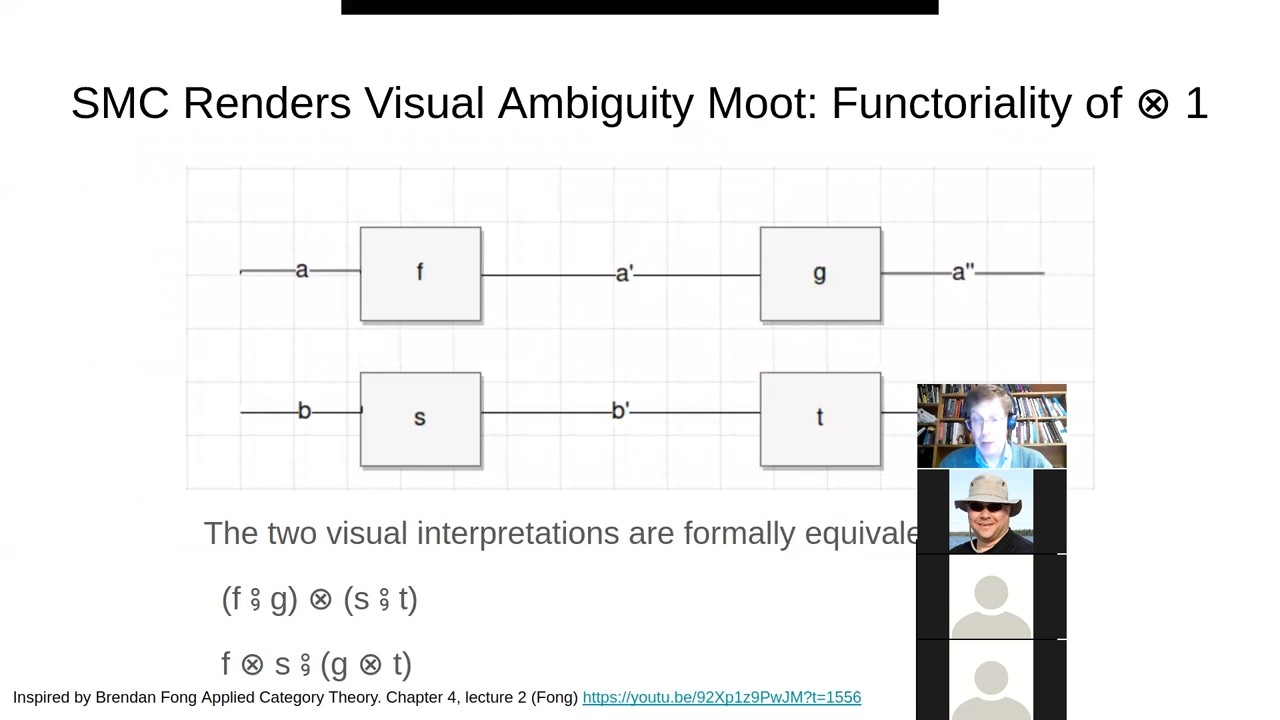 SMC Renders Visual Ambiguity Moot: Functoriality of ⊗ 1
a f a' g a"
b s b' t
The two visual interpretations are formally
(f ⨾ g) ⊗ (s ⨾ t)
f ⊗ s ⨾ (g ⊗ t)
Inspired by Brendan Fong Applied Category Theory. Chapter 4, lecture 2 (Fong) https://youtu.be/92Xp1z9PwJM?t=1556